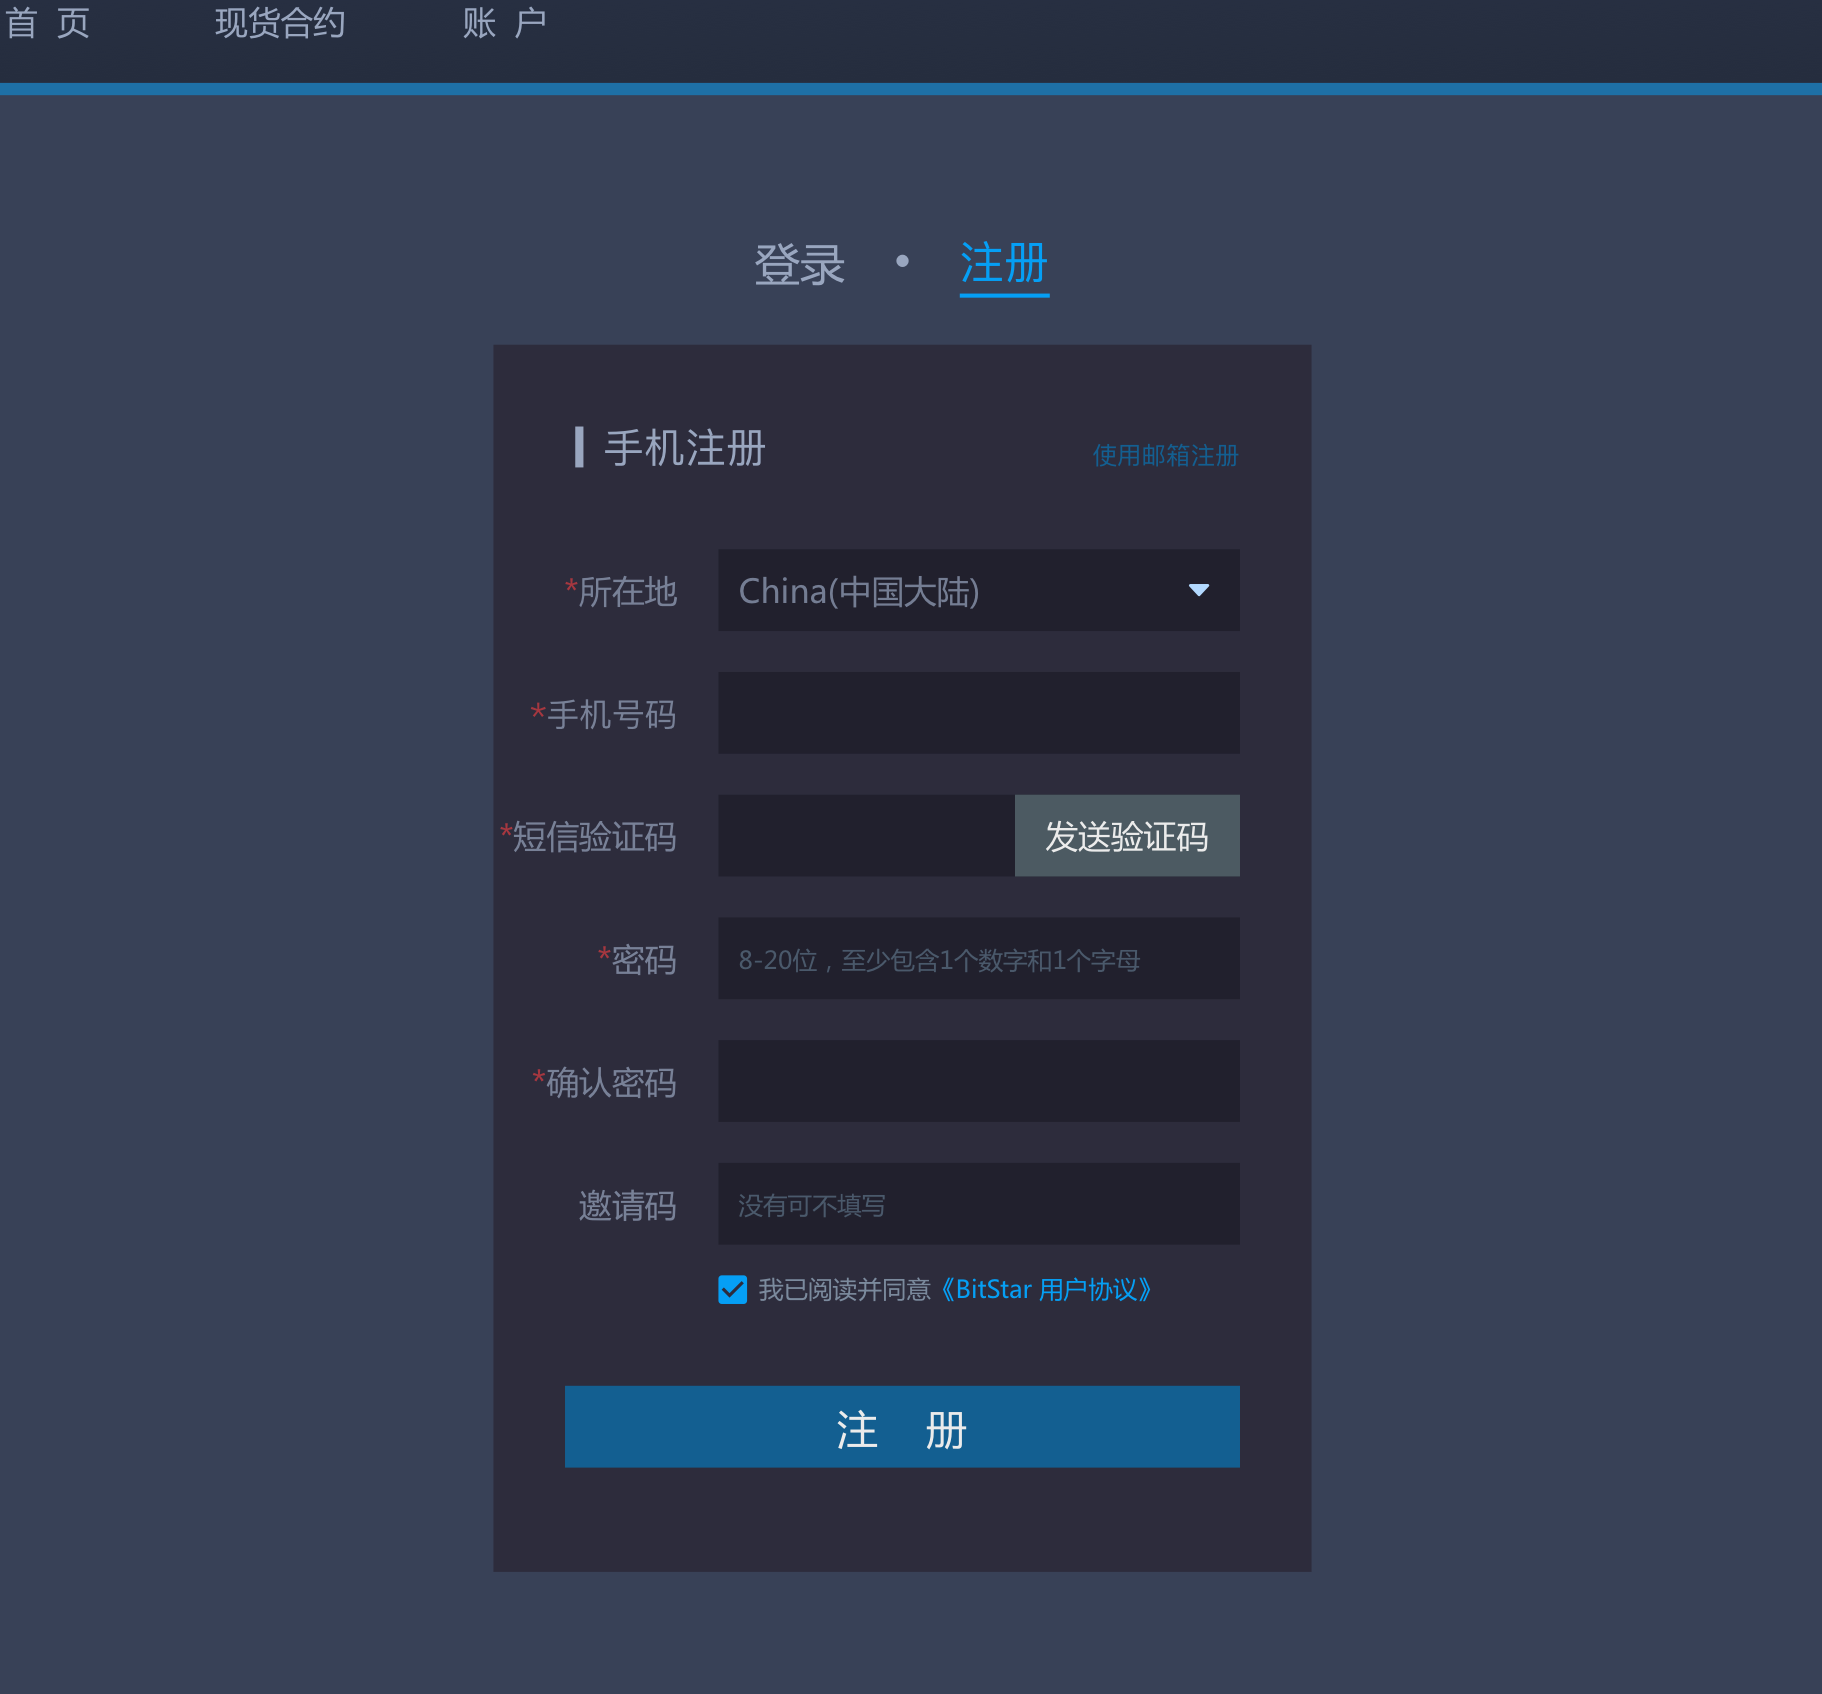 首 页 现货合约 账 户
登录 • 注册
手机注册 使用邮箱注册
*所在地 China(中国大陆)
*手机号码
*短信验证码 发送验证码
*密码 8-20位，至少包含1个数字和1个字母
*确认密码
邀请码 没有可不填写
我已阅读并同意《BitStar 用户协议》
注 册